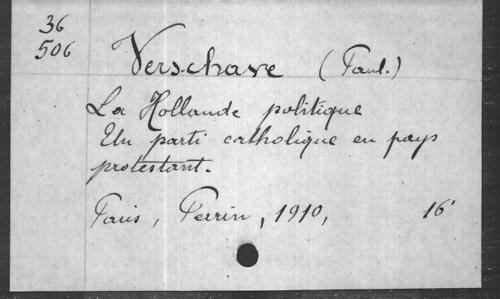 36
506
Verschave (Paul.)
La Hollande politique
Un parti catholique en pays
protestant.
Paris, Perrin, 1910, 16°